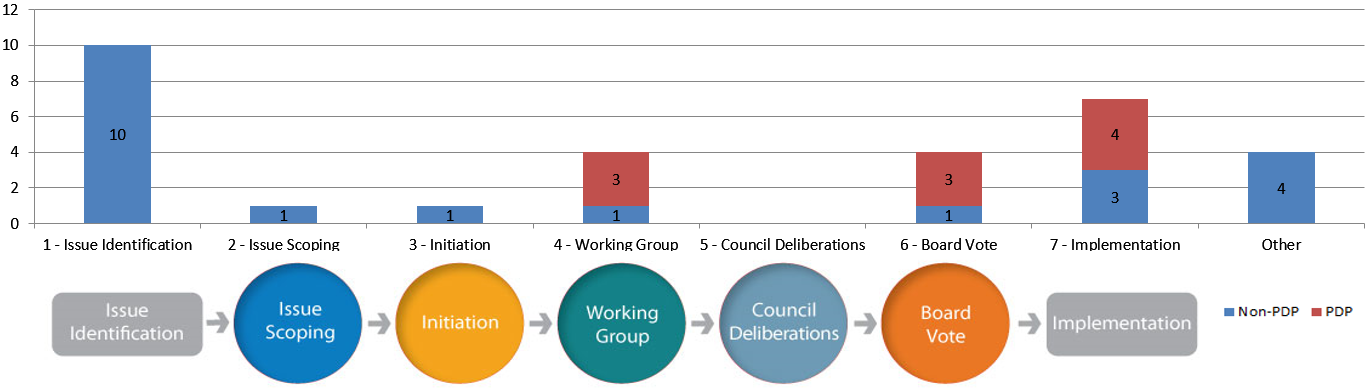 12
10
8
6
4
2
0
10
1
1
3
1
3
1
4
3
4
1 - Issue Identification
2 - Issue Scoping
3 - Initiation
4 - Working Group
5 - Council Deliberations
6 - Board Vote
7 - Implementation
Other
Issue
Identification
Issue
Scoping
Initiation
Working
Group
Council
Deliberations
Board
Vote
Implementation
Non-PDP
PDP